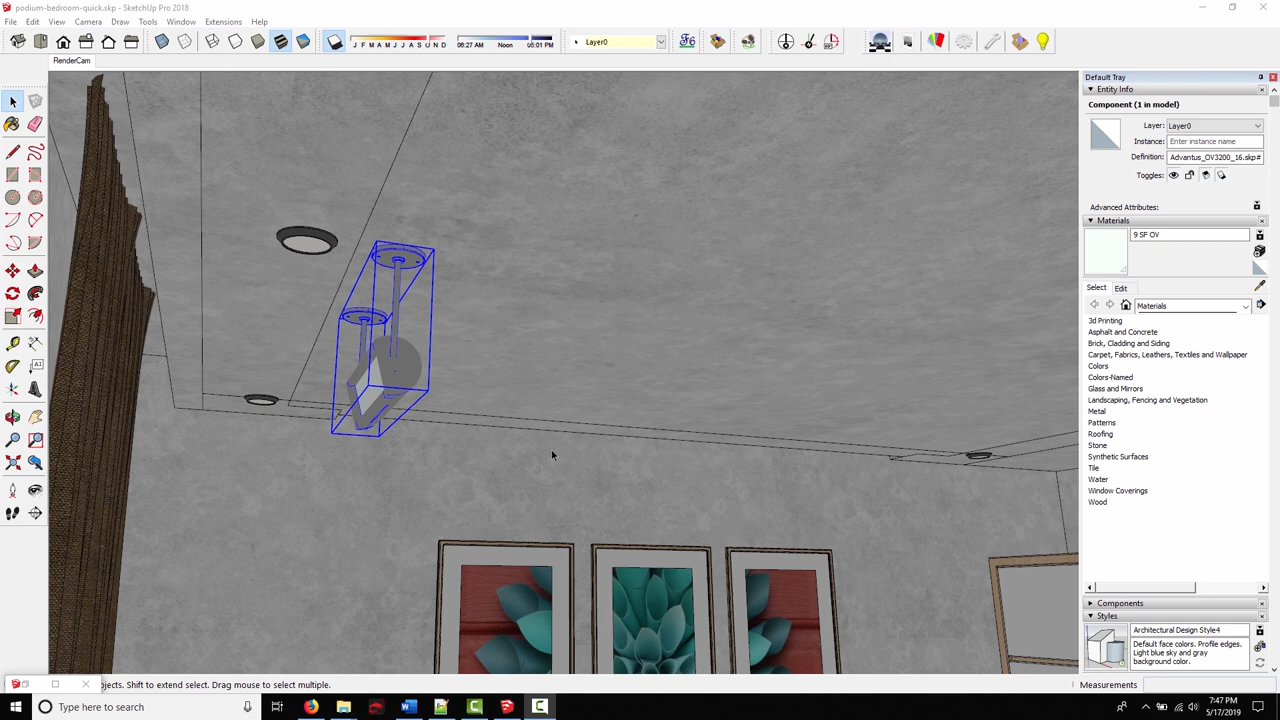 podium-bedroom-quick.skp - SketchUp Pro 2018
File Edit View Camera Draw Tools Window Extensions Help
J F M A M J J A S O N D
06:27 AM Noon 05:01 PM
Layer0
RenderCam
Default Tray
Entity Info
Component (1 in model)
Layer: Layer0
Instance: Enter instance name
Definition: Advantus_OV3200_16.skp#
Toggles:
Advanced Attributes:
Materials
9 SF OV
Select Edit
Materials
3d Printing
Asphalt and Concrete
Brick, Cladding and Siding
Carpet, Fabrics, Leathers, Textiles and Wallpaper
Colors
Colors-Named
Glass and Mirrors
Landscaping, Fencing and Vegetation
Metal
Patterns
Roofing
Stone
Synthetic Surfaces
Tile
Water
Window Coverings
Wood
Components
Styles
Architectural Design Style4
Default face colors. Profile edges.
Light blue sky and gray
background color.
bjects. Shift to extend select. Drag mouse to select multiple.
Measurements
Type here to search
7:47 PM
5/17/2019